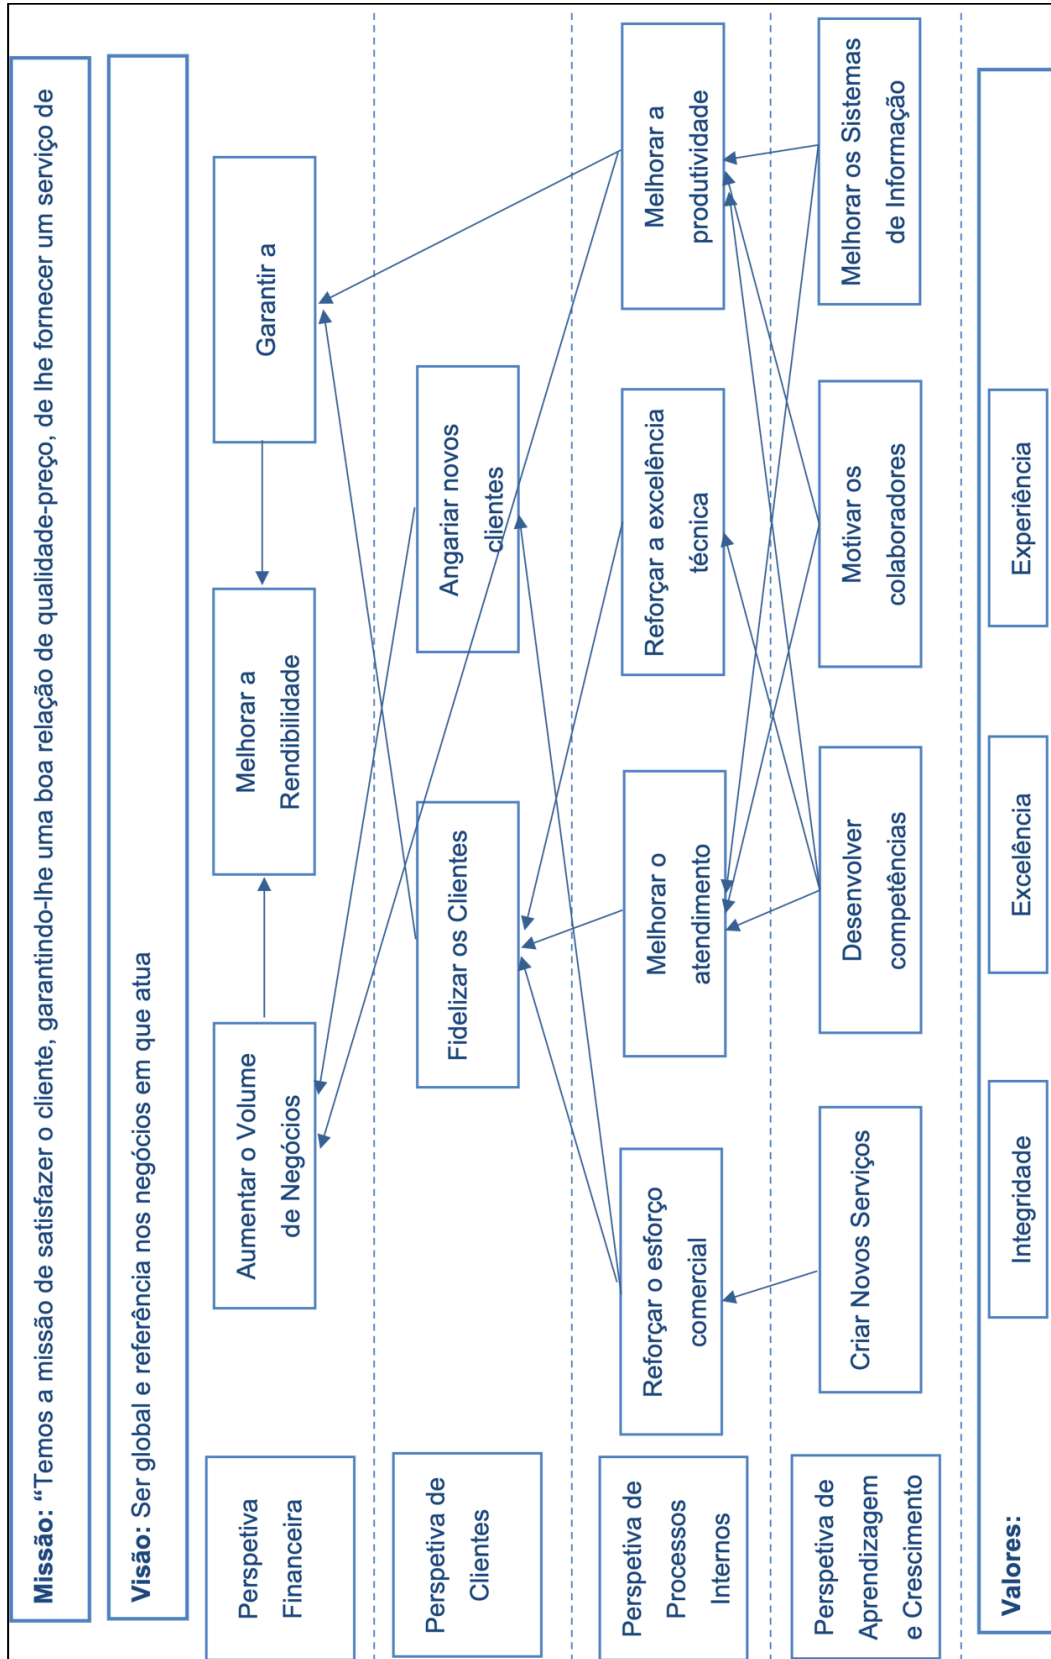 Missão: “Temos a missão de satisfazer o cliente, garantindo-lhe uma boa relação de qualidade-preço, de lhe fornecer um serviço de
Visão: Ser global e referência nos negócios em que atua
Perspetiva
Financeira
Aumentar o Volume
de Negócios
Melhorar a
Rendibilidade
Garantir a
Perspetiva de
Clientes
Fidelizar os Clientes
Angariar novos
clientes
Perspetiva de
Processos
Internos
Reforçar o esforço
comercial
Melhorar o
atendimento
Reforçar a excelência
técnica
Melhorar a
produtividade
Perspetiva de
Aprendizagem
e Crescimento
Criar Novos Serviços
Desenvolver
competências
Motivar os
colaboradores
Melhorar os Sistemas
de Informação
Valores:
Integridade
Excelência
Experiência